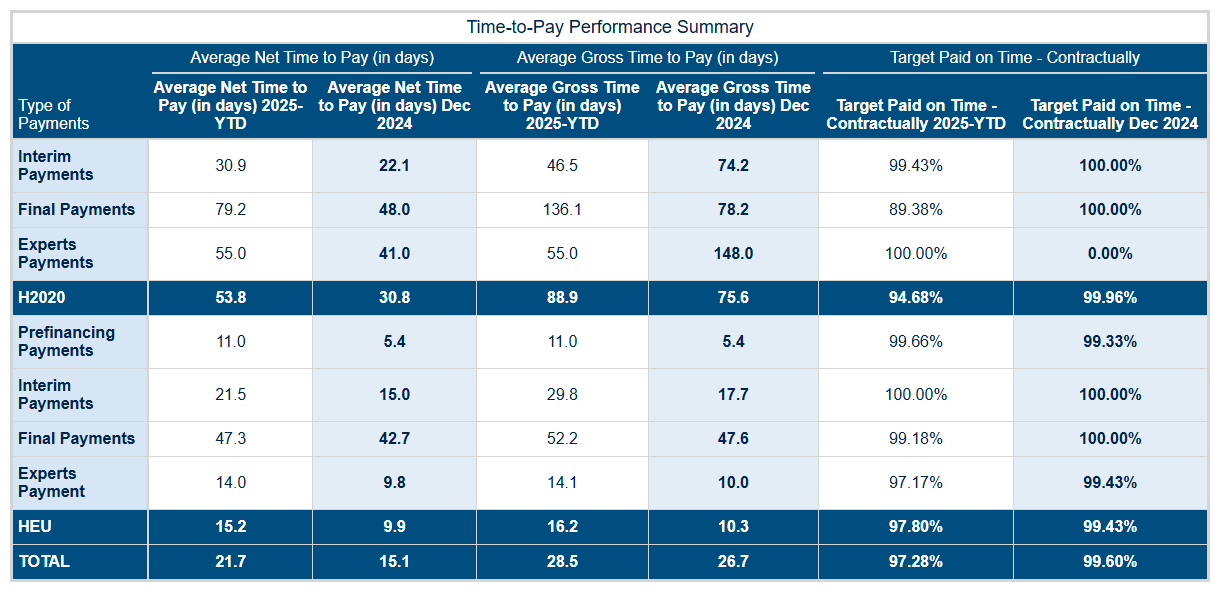 Time-to-Pay Performance Summary
Type of Payments Average Net Time to Pay (in days) Average Gross Time to Pay (in days) Target Paid on Time - Contractually
Average Net Time to Pay (in days) 2025-YTD Average Net Time to Pay (in days) Dec 2024 Average Gross Time to Pay (in days) 2025-YTD Average Gross Time to Pay (in days) Dec 2024 Target Paid on Time - Contractually 2025-YTD Target Paid on Time - Contractually Dec 2024
Interim Payments 30.9 22.1 46.5 74.2 99.43% 100.00%
Final Payments 79.2 48.0 136.1 78.2 89.38% 100.00%
Experts Payments 55.0 41.0 55.0 148.0 100.00% 0.00%
H2020 53.8 30.8 88.9 75.6 94.68% 99.96%
Prefinancing Payments 11.0 5.4 11.0 5.4 99.66% 99.33%
Interim Payments 21.5 15.0 29.8 17.7 100.00% 100.00%
Final Payments 47.3 42.7 52.2 47.6 99.18% 100.00%
Experts Payment 14.0 9.8 14.1 10.0 97.17% 99.43%
HEU 15.2 9.9 16.2 10.3 97.80% 99.43%
TOTAL 21.7 15.1 28.5 26.7 97.28% 99.60%